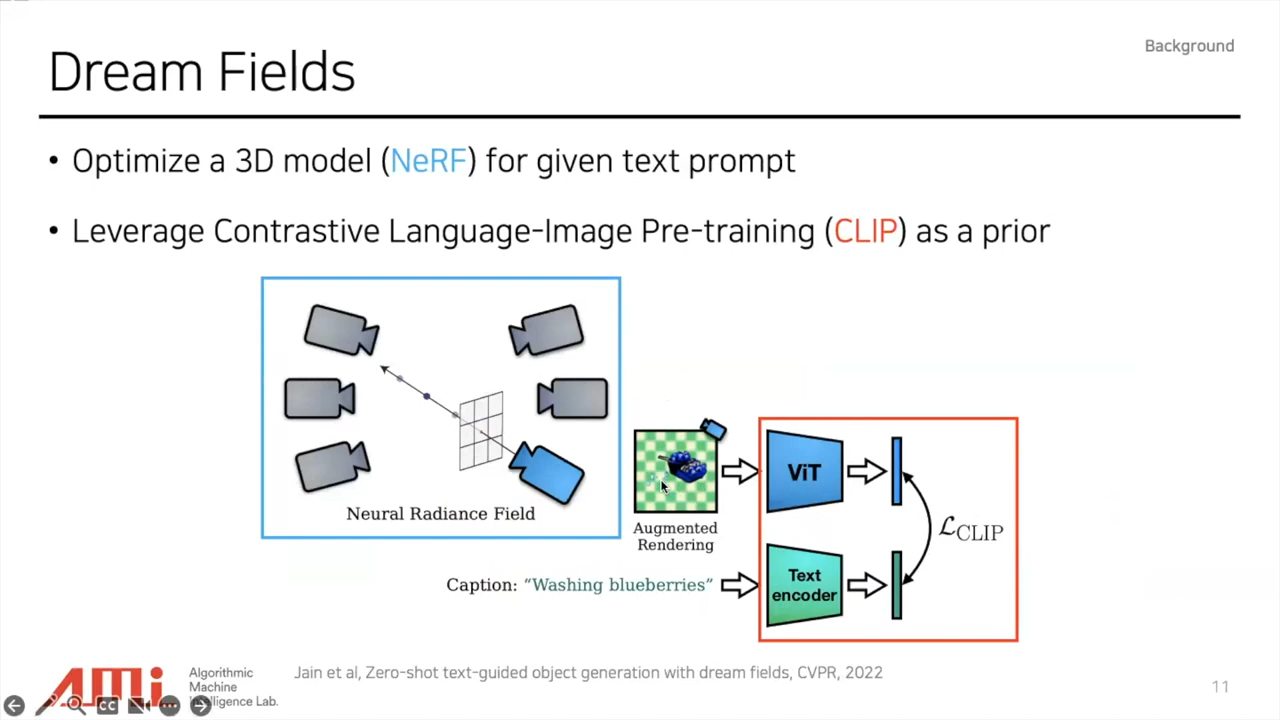 Background
Dream Fields
• Optimize a 3D model (NeRF) for given text prompt
• Leverage Contrastive Language-Image Pre-training (CLIP) as a prior
Neural Radiance Field
Augmented
Rendering
Caption: “Washing blueberries”
ViT
Text
encoder
ℒCLIP
AMi.
Algorithmic
Machine
Intelligence Lab.
CC
Jain et al, Zero-shot text-guided object generation with dream fields, CVPR, 2022
11